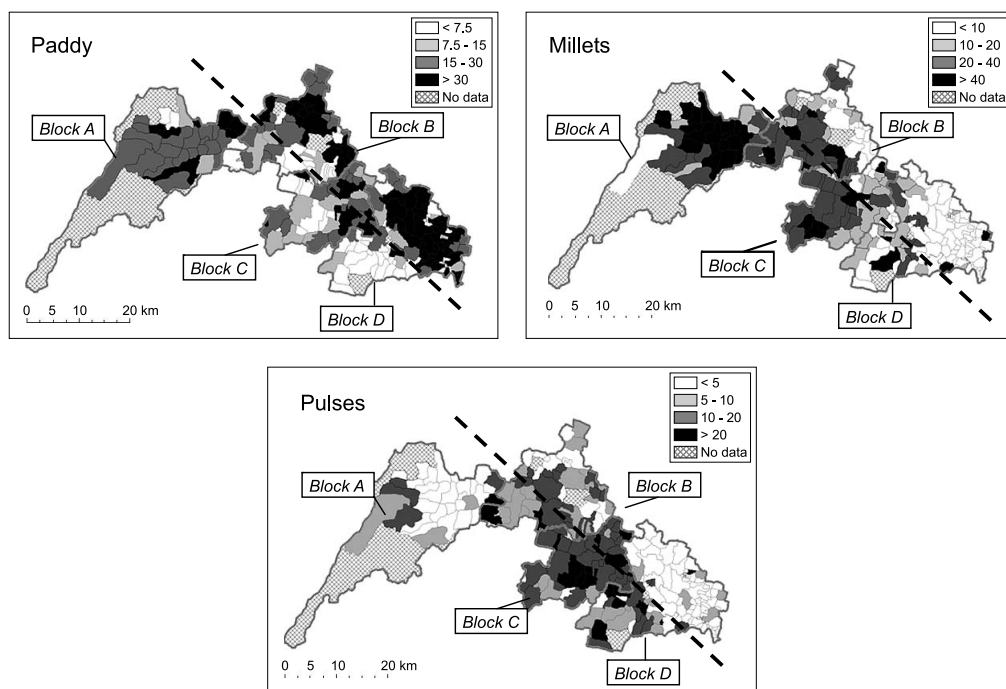 Paddy
< 7.5
7.5 - 15
15 - 30
> 30
No data
Block A
Block B
Block C
Block D
0 5 10 20 km
Millets
< 10
10 - 20
20 - 40
> 40
No data
Block A
Block B
Block C
Block D
0 5 10 20 km
Pulses
< 5
5 - 10
10 - 20
> 20
No data
Block A
Block B
Block C
Block D
0 5 10 20 km